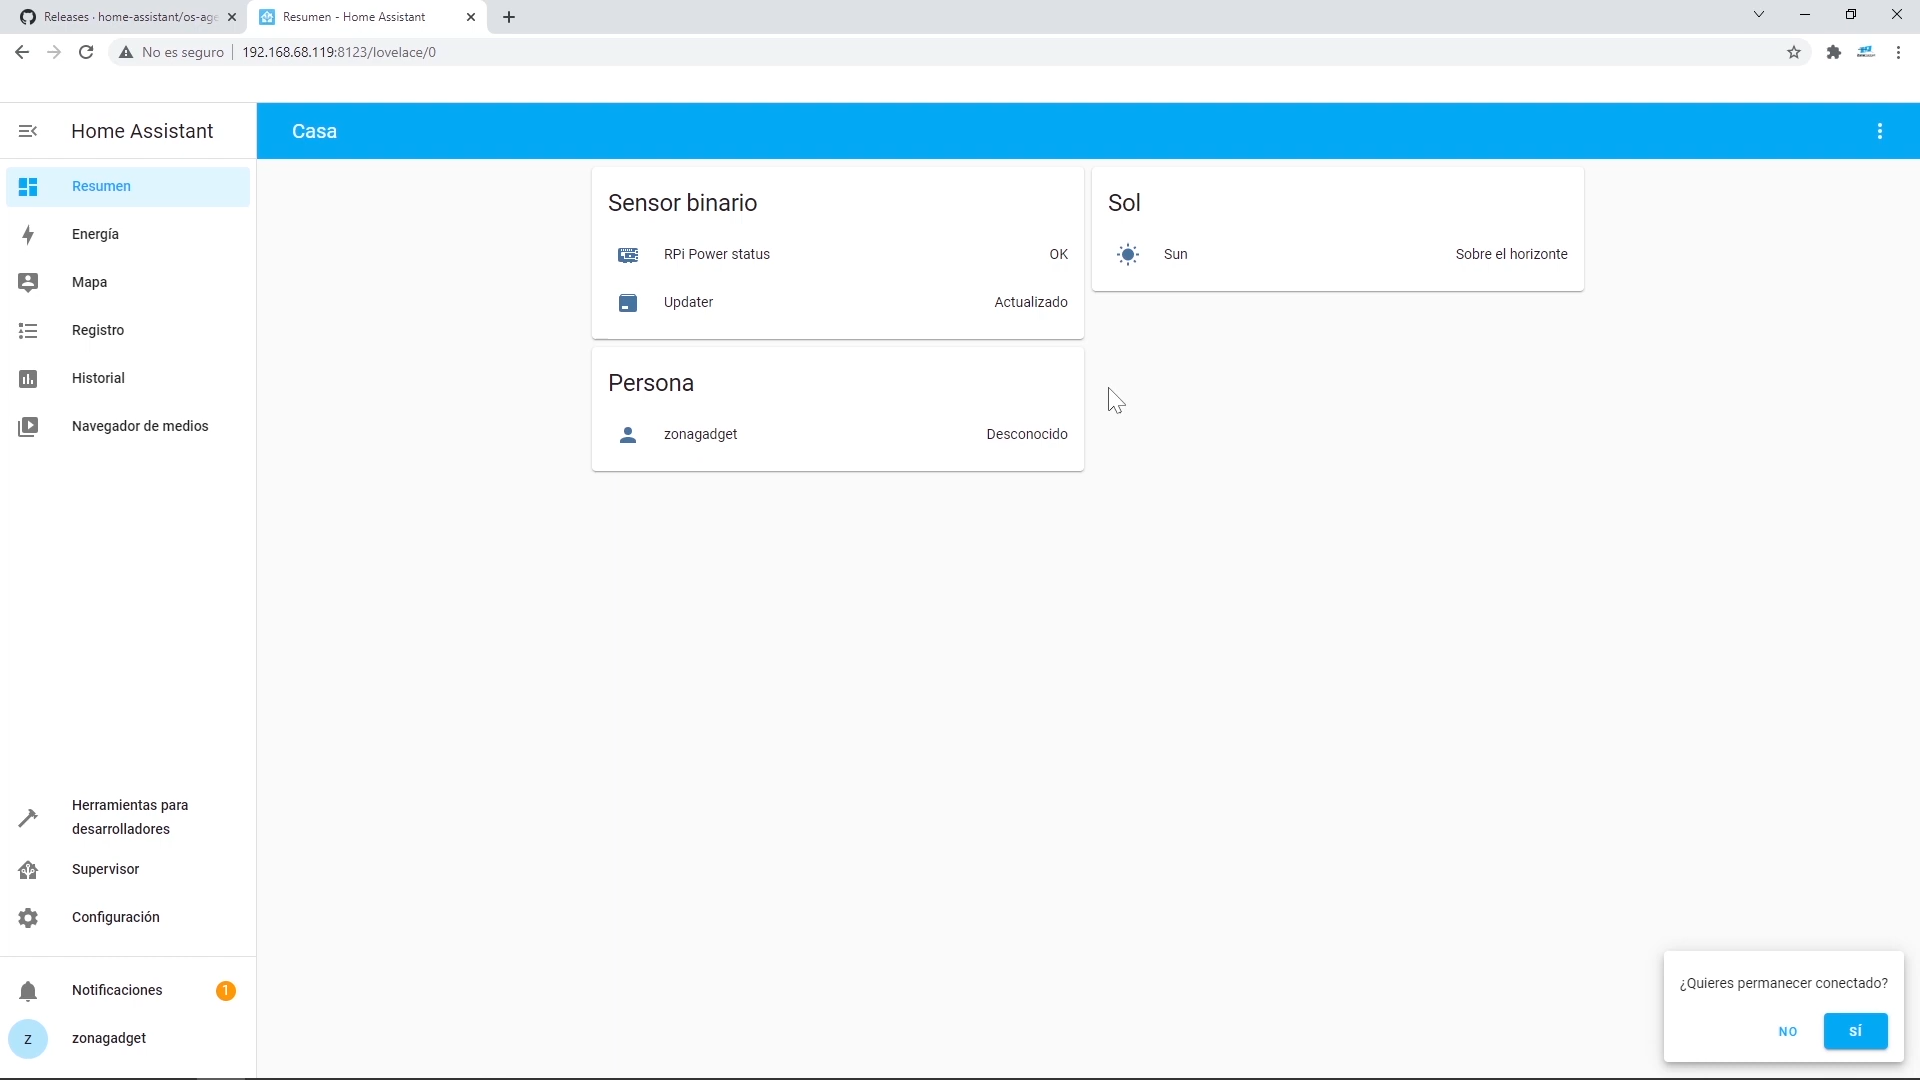 Releases · home-assistant/os-age
Resumen - Home Assistant
No es seguro
192.168.68.119:8123/lovelace/0
Home Assistant
Casa
Resumen
Energía
Mapa
Registro
Historial
Navegador de medios
Sensor binario
RPi Power status
OK
Updater
Actualizado
Persona
zonagadget
Desconocido
Sol
Sun
Sobre el horizonte
Herramientas para
desarrolladores
Supervisor
Configuración
Notificaciones
1
Z
zonagadget
¿Quieres permanecer conectado?
NO
SÍ